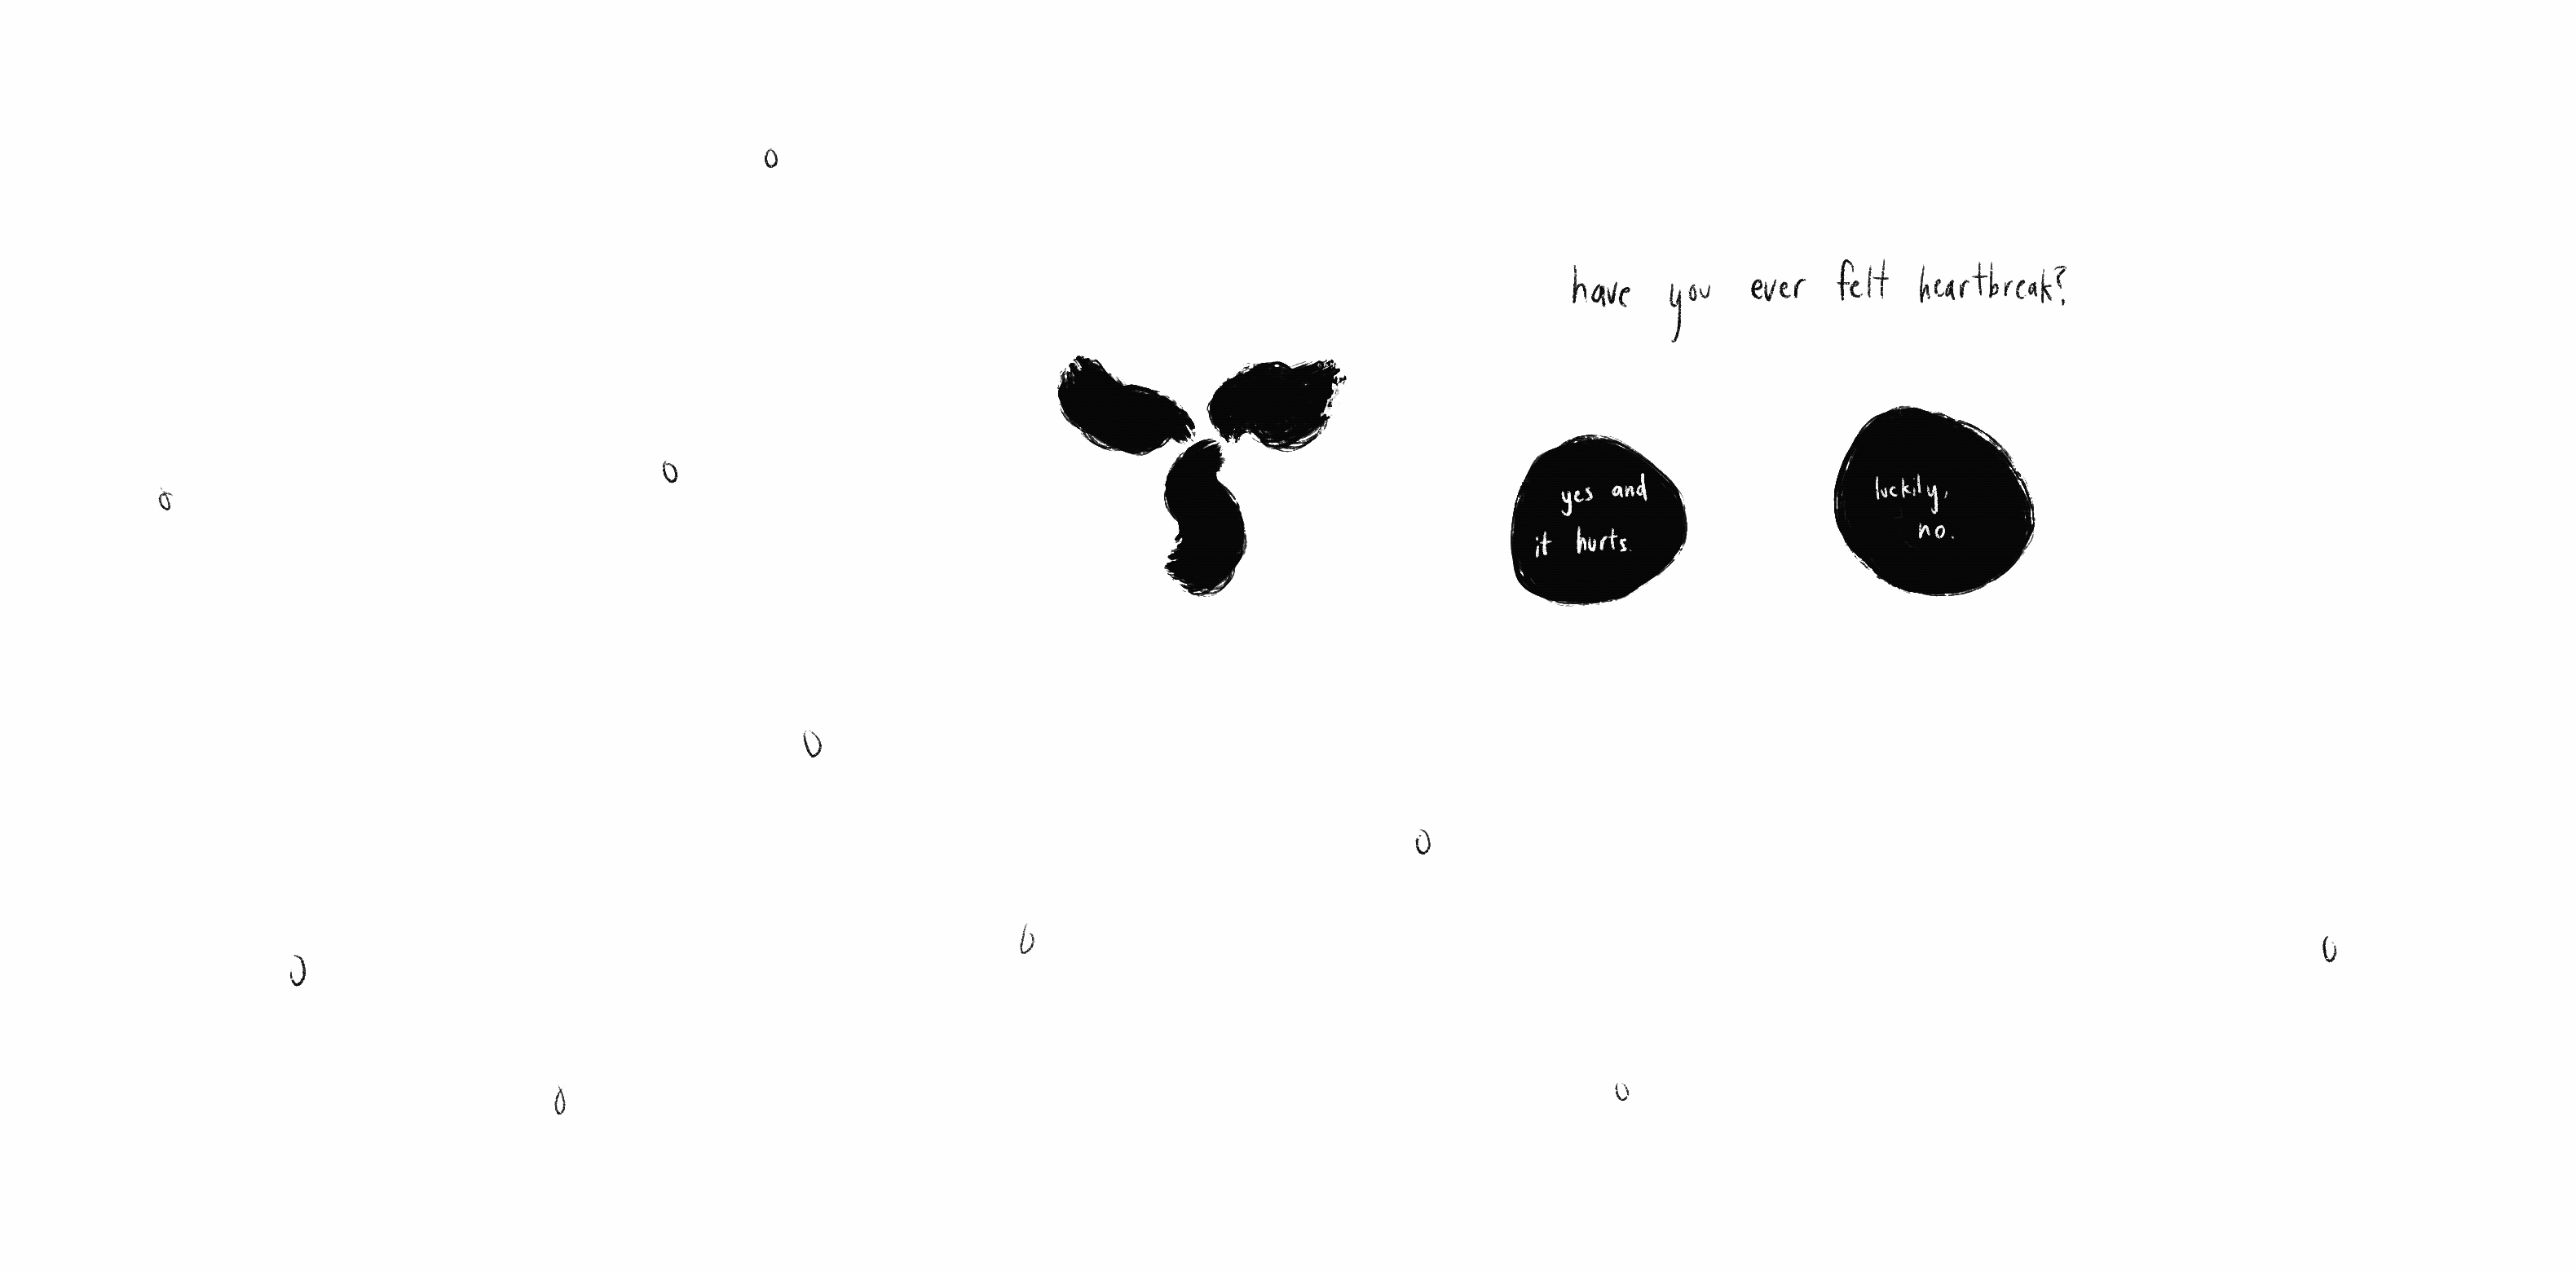 have you ever felt heartbreak?
yes and
it hurts.
luckily,
no.